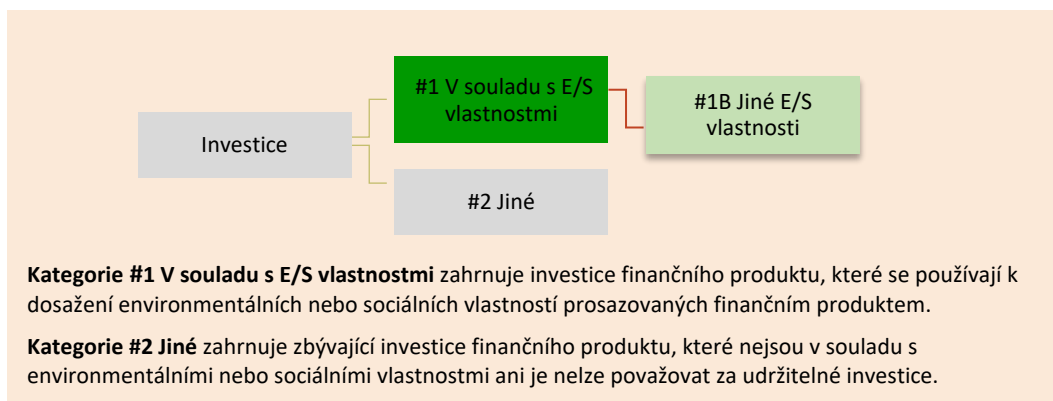 #1 V souladu s E/S
vlastnostmi
#1B Jiné E/S
vlastnosti
Investice
#2 Jiné
Kategorie #1 V souladu s E/S vlastnostmi zahrnuje investice finančního produktu, které se používají k
dosažení environmentálních nebo sociálních vlastností prosazovaných finančním produktem.
Kategorie #2 Jiné zahrnuje zbývající investice finančního produktu, které nejsou v souladu s
environmentálními nebo sociálními vlastnostmi ani je nelze považovat za udržitelné investice.